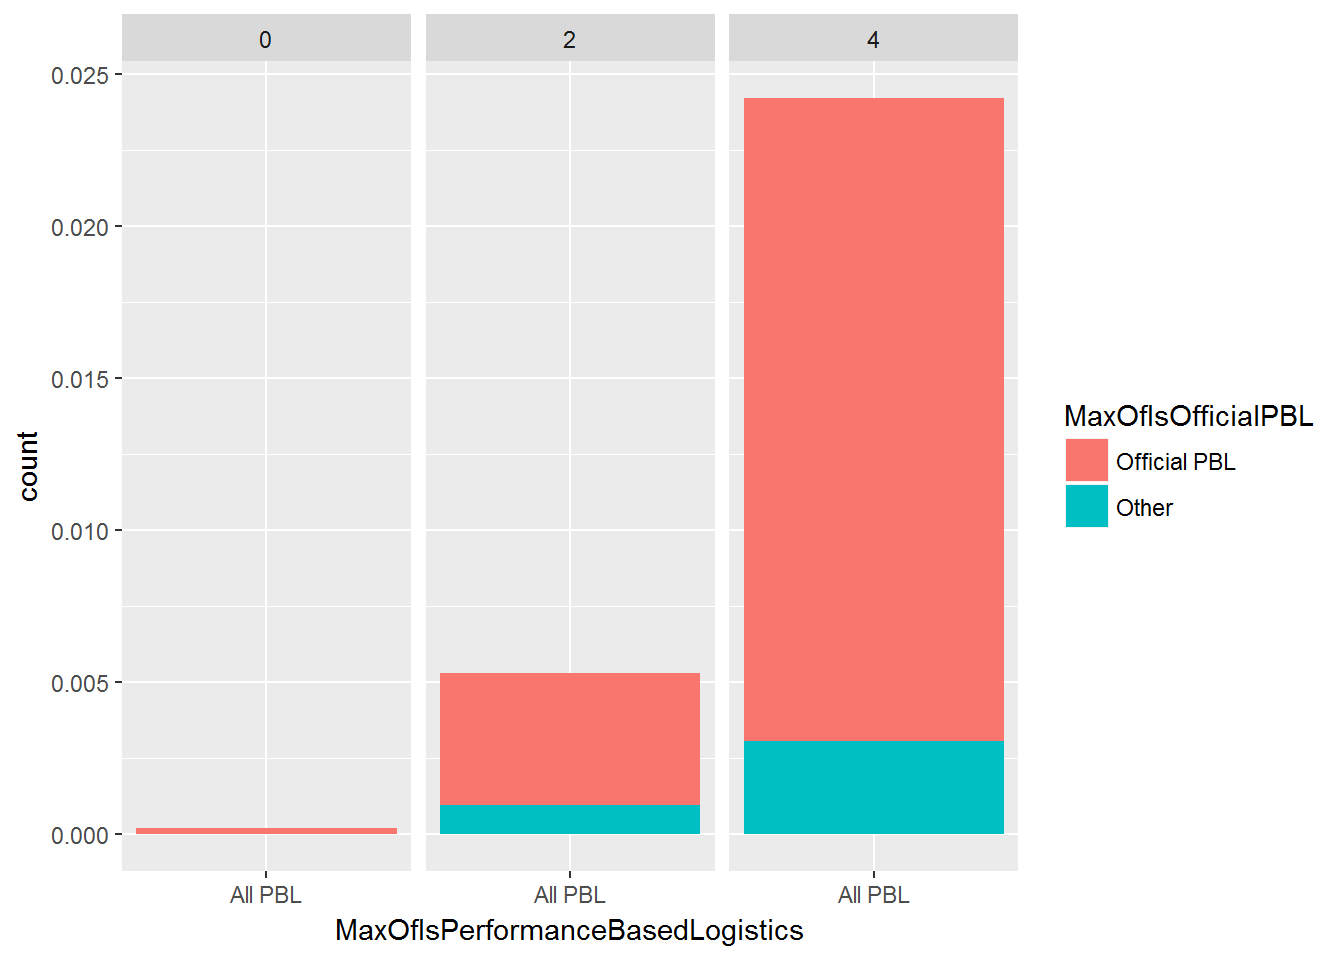 0 2 4
0.025
0.020
0.015
0.010
0.005
0.000
count
All PBL All PBL All PBL
MaxOfIsPerformanceBasedLogistics
MaxOfIsOfficialPBL
Official PBL
Other